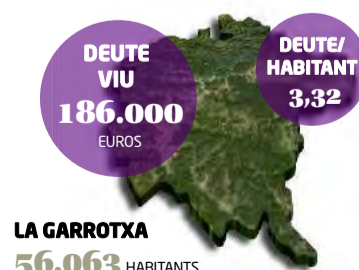 DEUTE
VIU
186.000
EUROS
DEUTE/
HABITANT
3,32
LA GARROTXA
56.063 HABITANTS